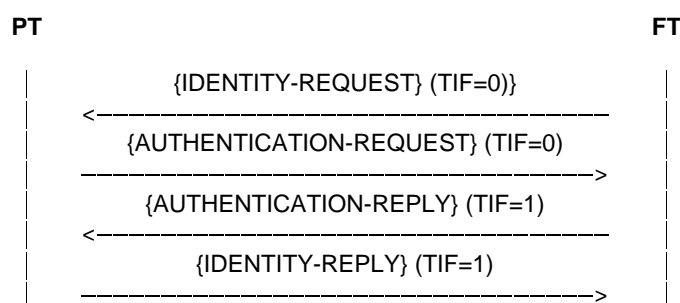 PT FT
{IDENTITY-REQUEST} (TIF=0)}
{AUTHENTICATION-REQUEST} (TIF=0)
{AUTHENTICATION-REPLY} (TIF=1)
{IDENTITY-REPLY} (TIF=1)